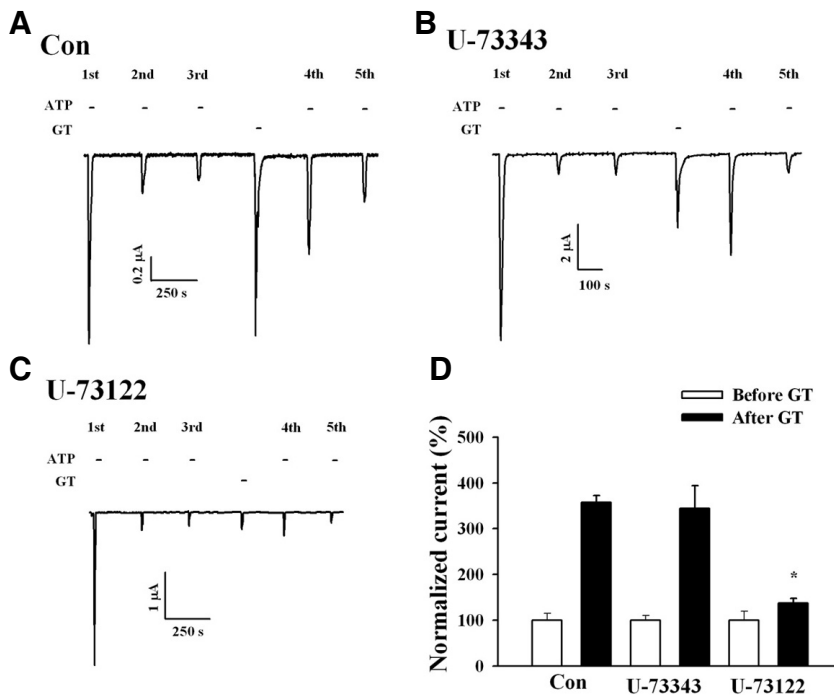 A
Con
1st 2nd 3rd 4th 5th
ATP - - - - -
GT -
0.2 μA
250 s
B
U-73343
1st 2nd 3rd 4th 5th
ATP - - - - -
GT -
2 μA
100 s
C
U-73122
1st 2nd 3rd 4th 5th
ATP - - - - -
GT -
1 μA
250 s
D
Before GT
After GT
Normalized current (%)
500
400
300
200
100
0
*
Con U-73343 U-73122